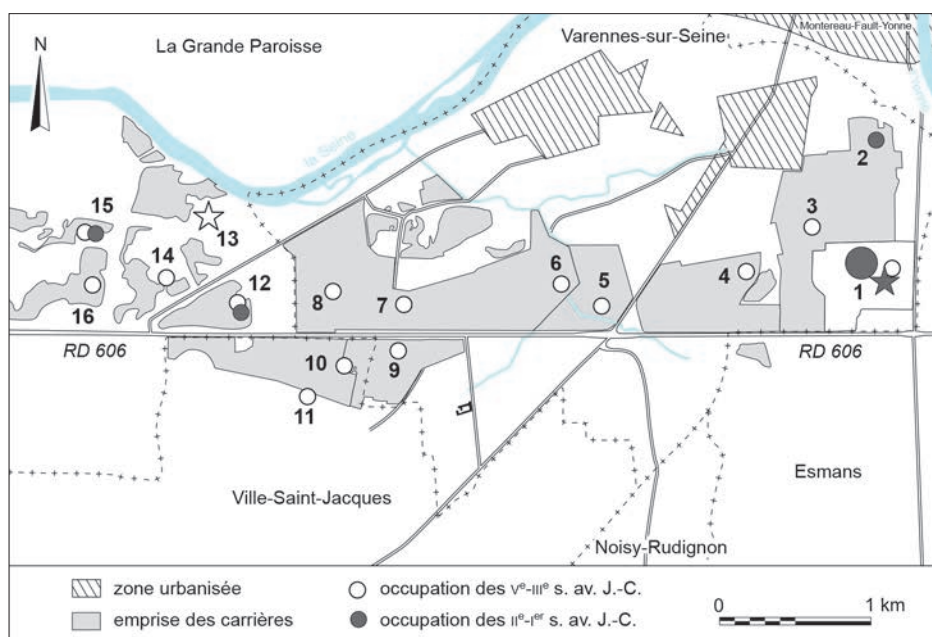 La Grande Paroisse
Varennes-sur-Seine
Montereau-Fault-Yonne
N
la Seine
l'Yonne
2
15
3
13
14
6
5
4
1
12
8
7
16
RD 606
RD 606
10
9
11
Ville-Saint-Jacques
Esmans
Noisy-Rudignon
zone urbanisée
emprise des carrières
occupation des Ve-IIIe s. av. J.-C.
occupation des IIe-Ier s. av. J.-C.
0
1 km